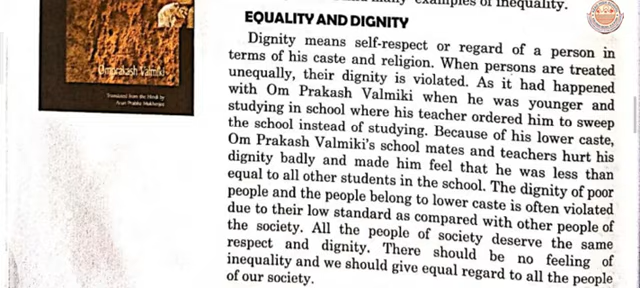 examples of inequality.
EQUALITY AND DIGNITY
Dignity means self-respect or regard of a person in
terms of his caste and religion. When persons are treated
unequally, their dignity is violated. As it had happened
with Om Prakash Valmiki when he was younger and
studying in school where his teacher ordered him to sweep
the school instead of studying. Because of his lower caste,
Om Prakash Valmiki's school mates and teachers hurt his
dignity badly and made him feel that he was less than
equal to all other students in the school. The dignity of poor
people and the people belong to lower caste is often violated
due to their low standard as compared with other people of
the society. All the people of society deserve the same
respect and dignity. There should be no feeling of
inequality and we should give equal regard to all the people
of our society.
Omprakash Valmiki
Translated from the Hindi by
Arun Prabha Mukherjee